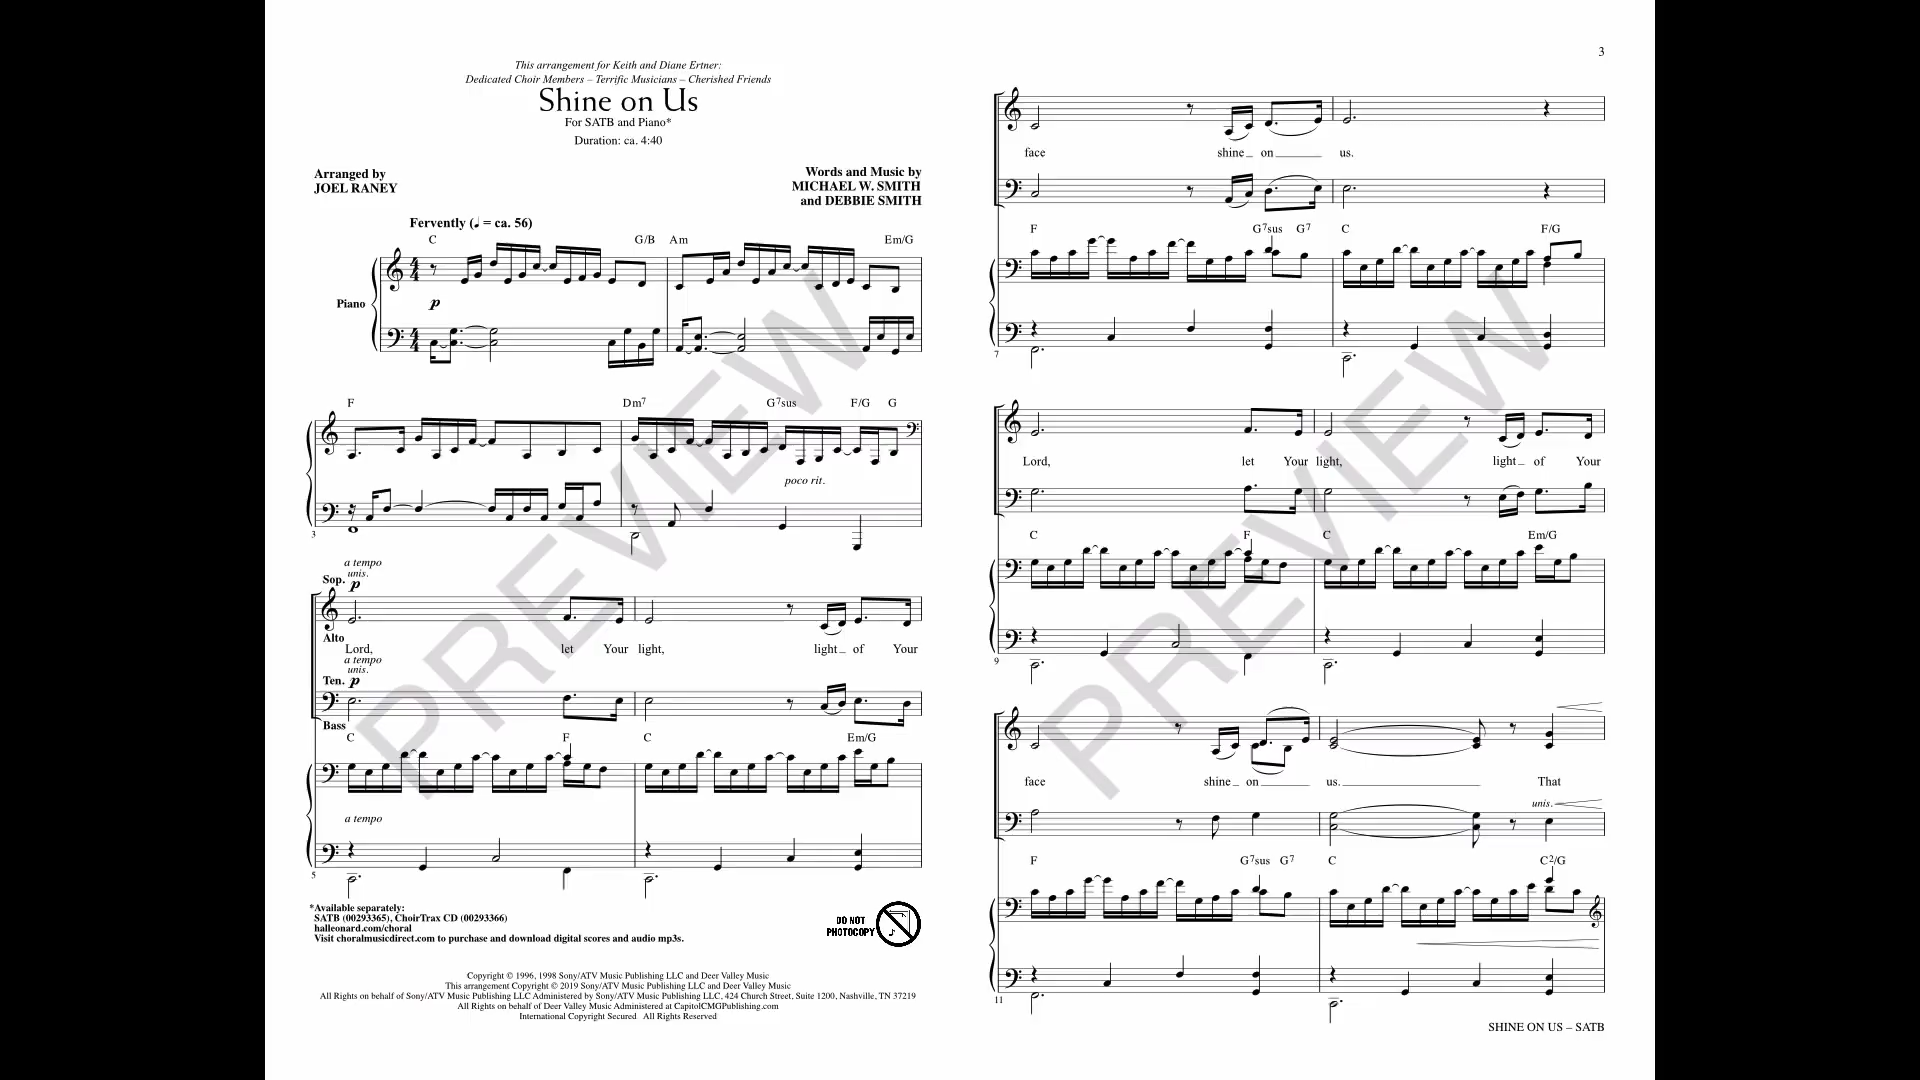 This arrangement for Keith and Diane Ertner:
Dedicated Choir Members – Terrific Musicians – Cherished Friends
Shine on Us
For SATB and Piano*
Duration: ca. 4:40
Arranged by
JOEL RANEY
Words and Music by
MICHAEL W. SMITH
and DEBBIE SMITH
Fervently (♩ = ca. 56)
C G/B Am Em/G
4 4
Piano
p
4 4
F Dm7 G7sus F/G G
poco rit.
3
a tempo
unis.
Sop. p
Alto
Lord, let Your light, light _ of Your
a tempo
unis.
Ten. p
Bass
C F C Em/G
a tempo
5
*Available separately:
SATB (00293365), ChoirTrax CD (00293366)
halleonard.com/choral
Visit choralmusicdirect.com to purchase and download digital scores and audio mp3s.
DO NOT
PHOTOCOPY
Copyright © 1996, 1998 Sony/ATV Music Publishing LLC and Deer Valley Music
This arrangement Copyright © 2019 Sony/ATV Music Publishing LLC and Deer Valley Music
All Rights on behalf of Sony/ATV Music Publishing LLC Administered by Sony/ATV Music Publishing LLC, 424 Church Street, Suite 1200, Nashville, TN 37219
All Rights on behalf of Deer Valley Music Administered at CapitolCMGPublishing.com
International Copyright Secured All Rights Reserved
PREVIEW
3
face shine _ on ______ us.
F G7sus G7 C F/G
7
Lord, let Your light, light _ of Your
C F C Em/G
9
face shine _ on ______ us. ______ That
unis.
F G7sus G7 C C2/G
11
SHINE ON US – SATB
PREVIEW